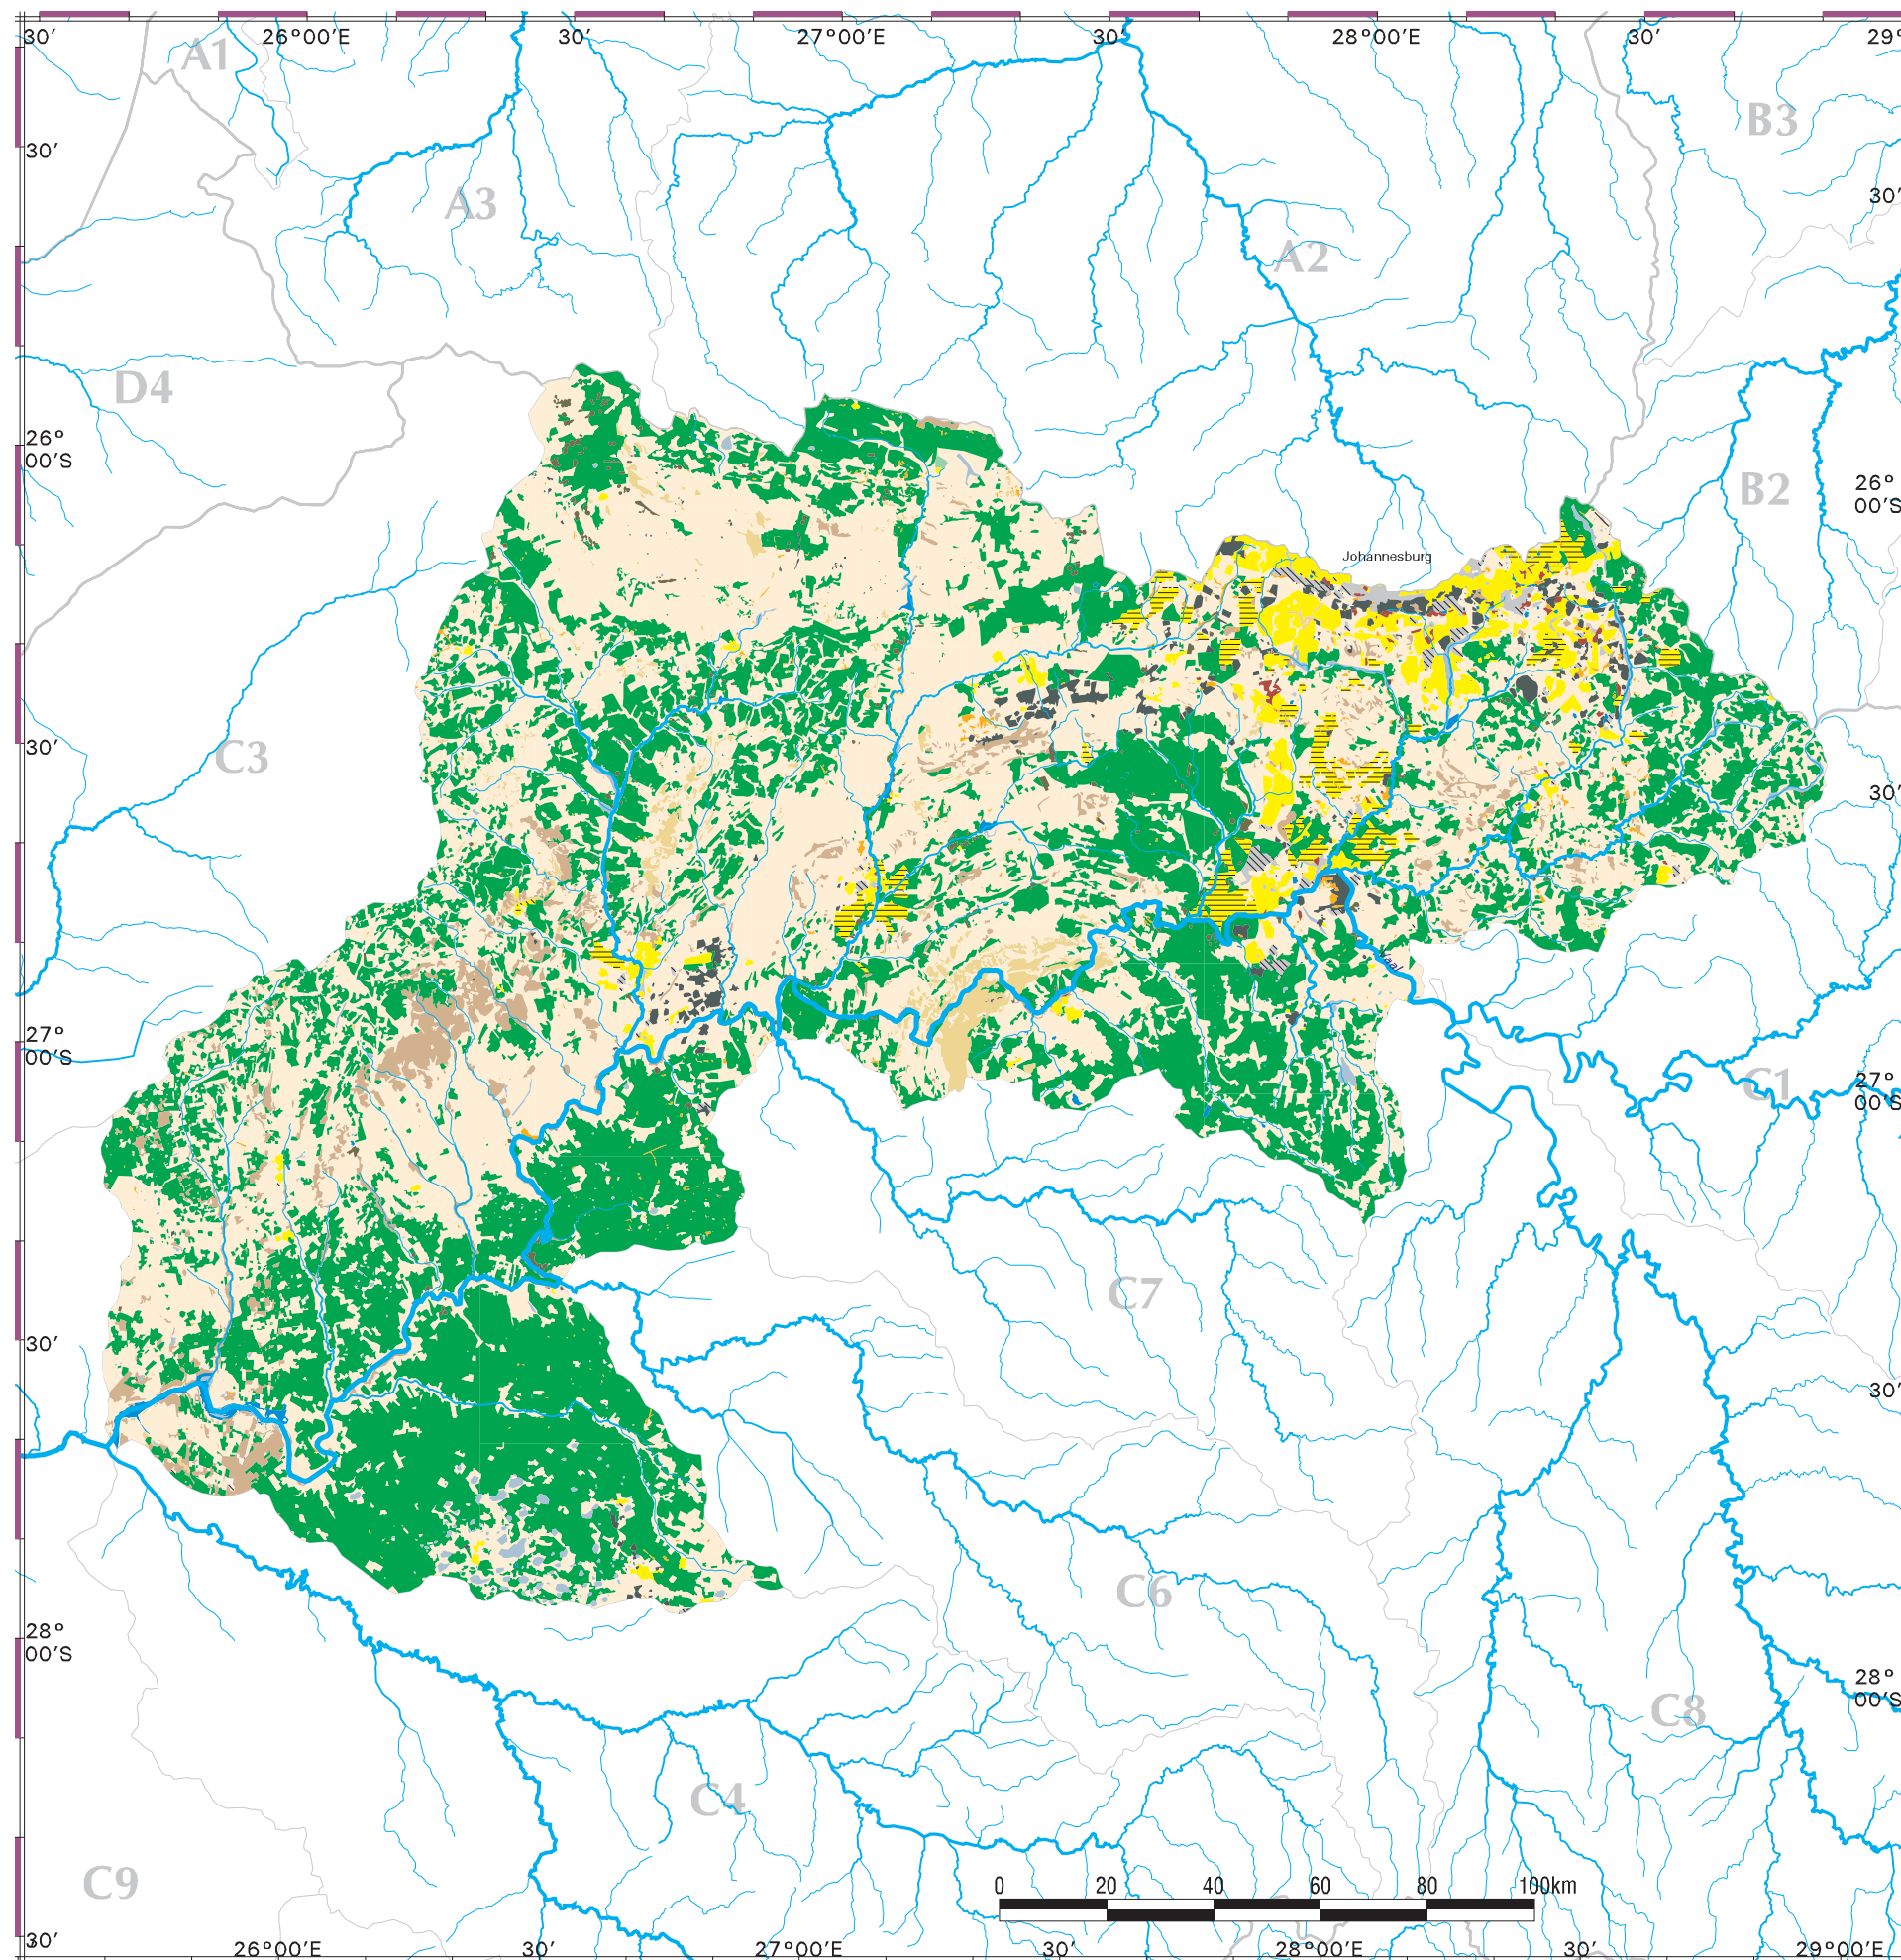 30′ 26°00′E 30′ 27°00′E 30′ 28°00′E 30′ 29°
A1
B3
30′
A3
30′
A2
D4
26°
00′S
B2
26°
00′S
Johannesburg
30′
C3
30′
Vaal
27°
00′S
C1
27°
00′S
C7
30′
30′
C6
28°
00′S
28°
00′S
C8
C4
C9
0 20 40 60 80 100km
30′
26°00′E 30′ 27°00′E 30′ 28°00′E 30′ 29°00′E